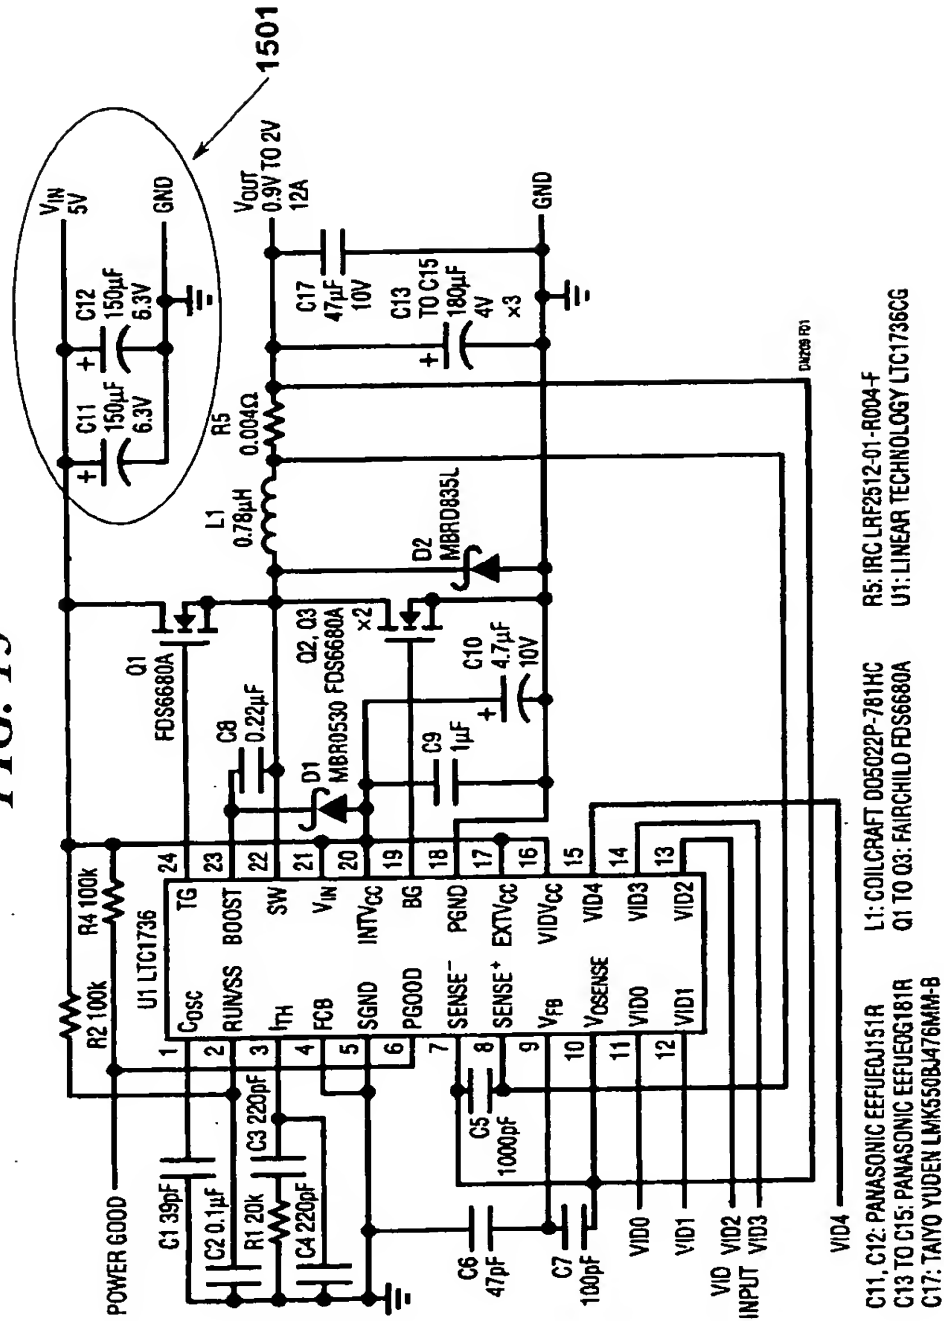 FIG. 15
1501
VIN
5V
GND
C12
150µF
6.3V
C11
150µF
6.3V
+
+
VOUT
0.9V TO 2V
12A
GND
C17
47µF
10V
C13
TO C15
180µF
4V
×3
+
R5
0.004Ω
L1
0.78µH
D2
MBRD835L
DN209 F01
Q1
FDS6680A
Q2, Q3
FDS6680A
×2
C8
0.22µF
D1
MBR0530
C9
1µF
C10
4.7µF
10V
+
R4 100k
R2 100k
U1 LTC1736
POWER GOOD
1 COSC TG 24
2 RUN/SS BOOST 23
3 ITH SW 22
4 FCB VIN 21
5 SGND INTVCC 20
6 PGOOD BG 19
7 SENSE− PGND 18
8 SENSE+ EXTVCC 17
9 VFB VIDVCC 16
10 VOSENSE VID4 15
11 VID0 VID3 14
12 VID1 VID2 13
C1 39pF
C2 0.1µF
R1 20k
C3 220pF
C4 220pF
C5
1000pF
C6
47pF
C7
100pF
VID0
VID1
VID2
VID
INPUT
VID3
VID4
C11, C12: PANASONIC EEFUE0J151R
C13 TO C15: PANASONIC EEFUE0G181R
C17: TAIYO YUDEN LMK550BJ476MM-B
L1: COILCRAFT DO5022P-781HC
Q1 TO Q3: FAIRCHILD FDS6680A
R5: IRC LRF2512-01-R004-F
U1: LINEAR TECHNOLOGY LTC1736CG